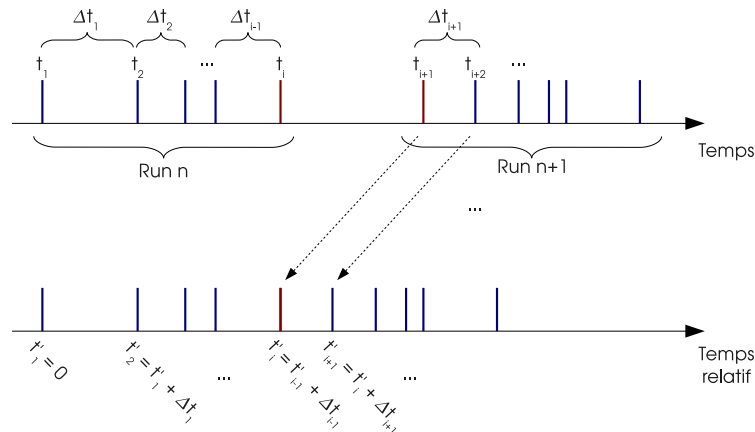 Δt₁ Δt₂ Δtᵢ₋₁ Δtᵢ₊₁
t₁ t₂ ... tᵢ tᵢ₊₁ tᵢ₊₂ ...
Run n Run n+1 Temps
...
t'₁ = 0 t'₂ = t'₁ + Δt₁ ... t'ᵢ = t'ᵢ₋₁ + Δtᵢ₋₁ t'ᵢ₊₁ = t'ᵢ + Δtᵢ₊₁ ...
Temps
relatif